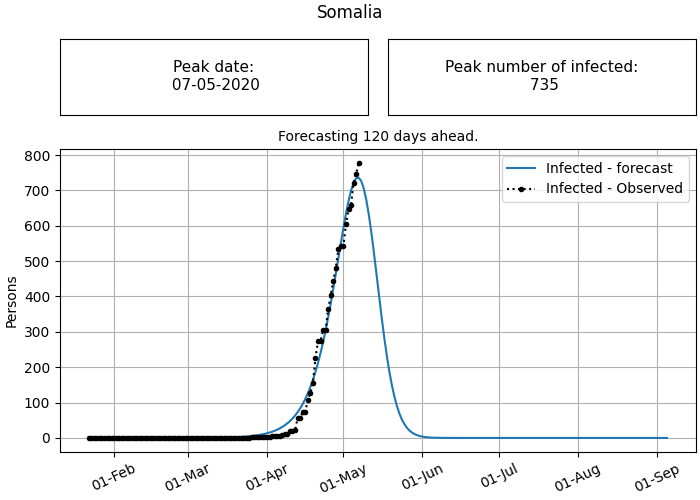 Somalia
Peak date:
07-05-2020
Peak number of infected:
735
Forecasting 120 days ahead.
Infected - forecast
Infected - Observed
Persons
800
700
600
500
400
300
200
100
0
01-Feb
01-Mar
01-Apr
01-May
01-Jun
01-Jul
01-Aug
01-Sep